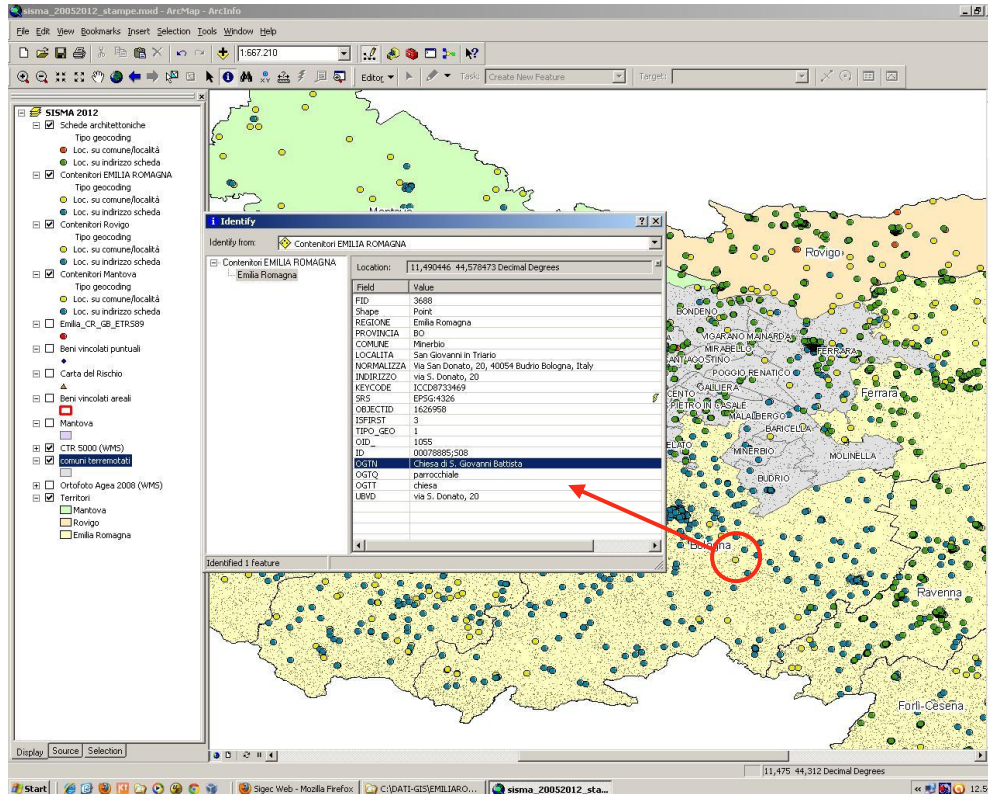 sisma_20052012_stampe.mxd - ArcMap - ArcInfo
File Edit View Bookmarks Insert Selection Tools Window Help
1:667.210
Editor Task: Create New Feature Target:
SISMA 2012
Schede architettoniche
Tipo geocoding
Loc. su comune/località
Loc. su indirizzo scheda
Contenitori EMILIA ROMAGNA
Tipo geocoding
Loc. su comune/località
Loc. su indirizzo scheda
Contenitori Rovigo
Tipo geocoding
Loc. su comune/località
Loc. su indirizzo scheda
Contenitori Mantova
Tipo geocoding
Loc. su comune/località
Loc. su indirizzo scheda
Emilia_CR_GB_ETRS89
Beni vincolati puntuali
Carta del Rischio
Beni vincolati areali
Mantova
CTR 5000 (WMS)
comuni terremotati
Ortofoto Agea 2008 (WMS)
Territori
Mantova
Rovigo
Emilia Romagna
Display Source Selection
Identify
Identify from: Contenitori EMILIA ROMAGNA
Contenitori EMILIA ROMAGNA
Emilia Romagna
Location: 11,490446 44,578473 Decimal Degrees
Field Value
FID 3688
Shape Point
REGIONE Emilia Romagna
PROVINCIA BO
COMUNE Minerbio
LOCALITA San Giovanni in Triario
NORMALIZZA Via San Donato, 20, 40054 Budrio Bologna, Italy
INDIRIZZO via S. Donato, 20
KEYCODE ICCD8733469
SRS EPSG:4326
OBJECTID 1626958
ISFIRST 3
TIPO_GEO 1
OID_ 1055
ID 00078885;S08
OGTN Chiesa di S. Giovanni Battista
OGTQ parrocchiale
OGTT chiesa
UBVD via S. Donato, 20
Identified 1 feature
Rovigo
BONDENO
VIGARANO MAINARDA
MIRABELLO
FERRARA
POGGIO RENATICO
Ferrara
CENTO
GALLIERA
MALALBERGO
BARICELLA
MINERBIO
MOLINELLA
BUDRIO
Bologna
Ravenna
Forlì-Cesena
11,475 44,312 Decimal Degrees
Start Sigec Web - Mozilla Firefox C:\DATI-GIS\EMILIARO... sisma_20052012_sta...